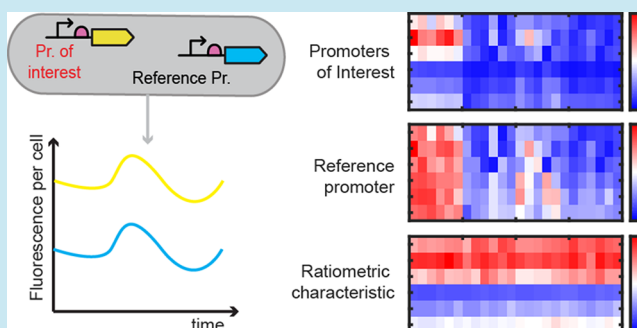 Pr. of
interest
Reference Pr.
Fluorescence per cell
time
Promoters
of Interest
Reference
promoter
Ratiometric
characteristic